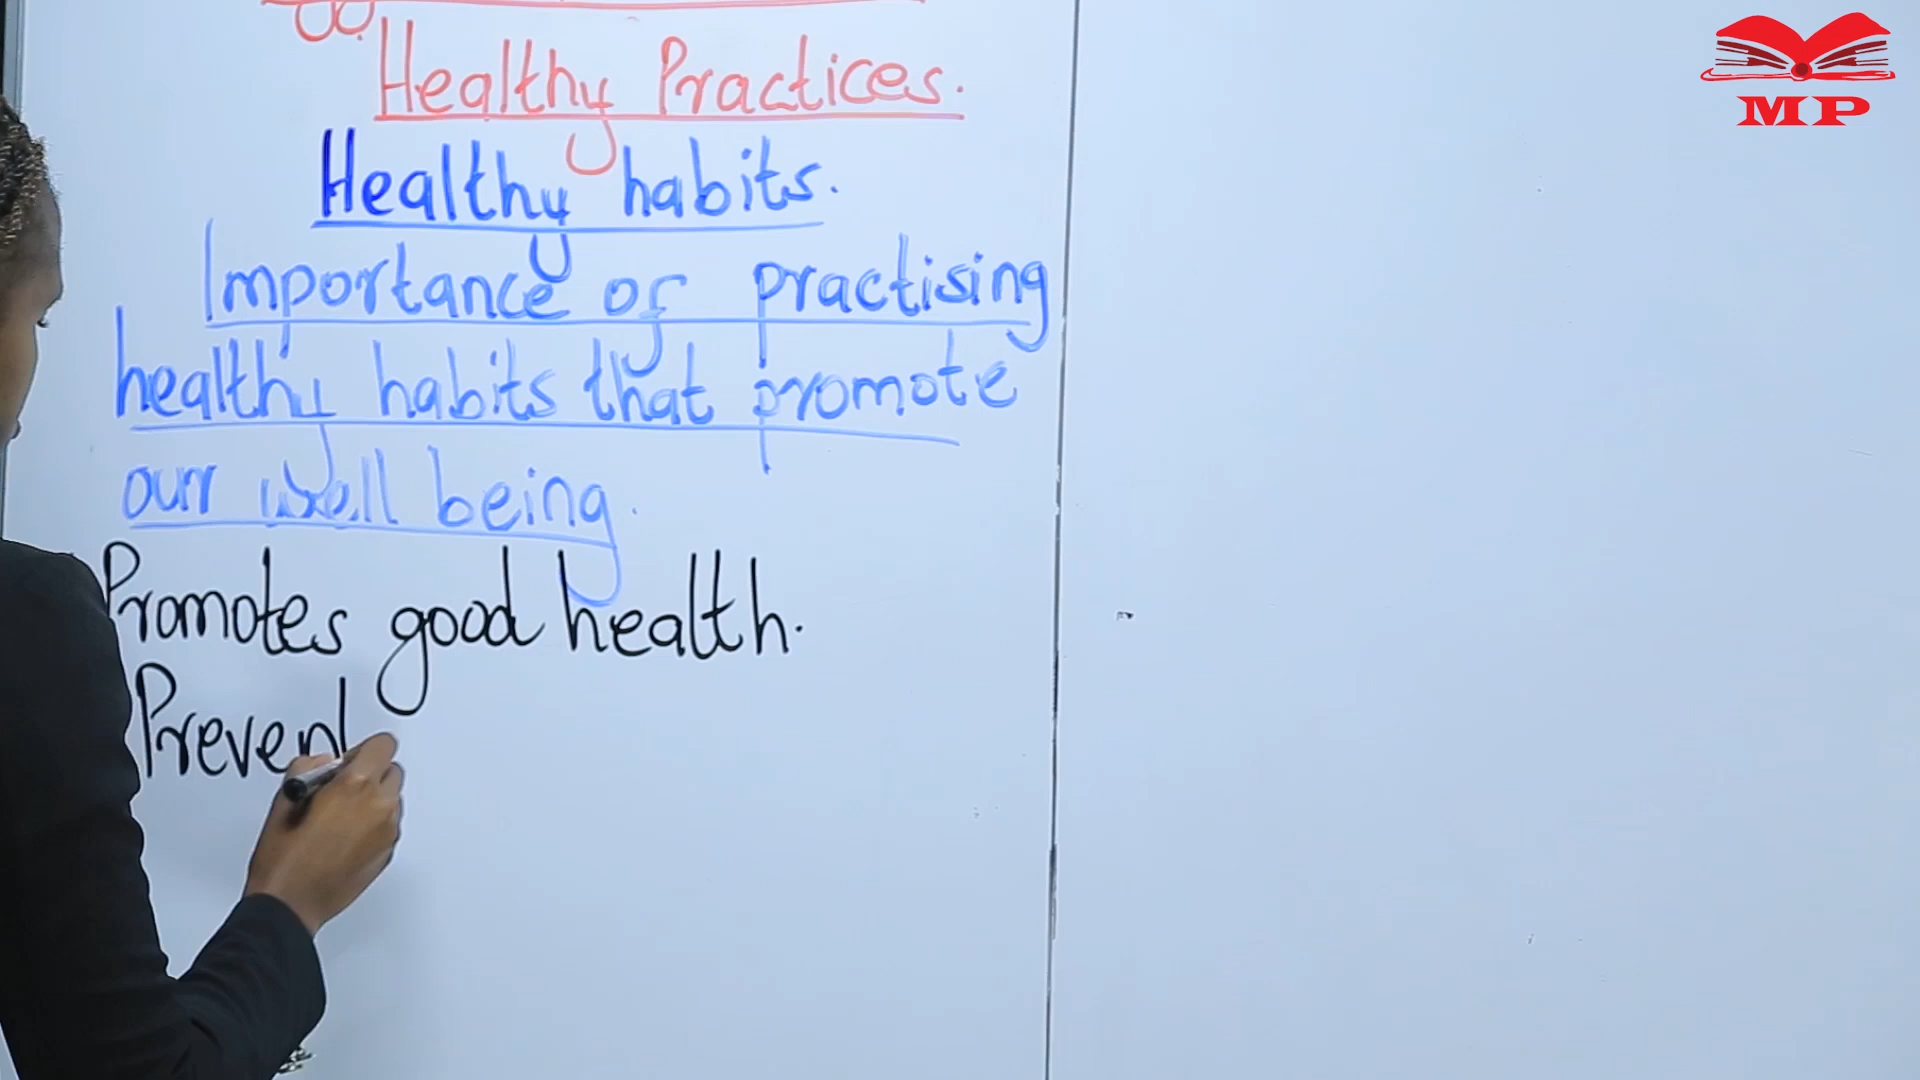 Healthy Practices.
Healthy habits.
Importance of practising
healthy habits that promote
our well being.
Promotes good health.
Prevent
MP